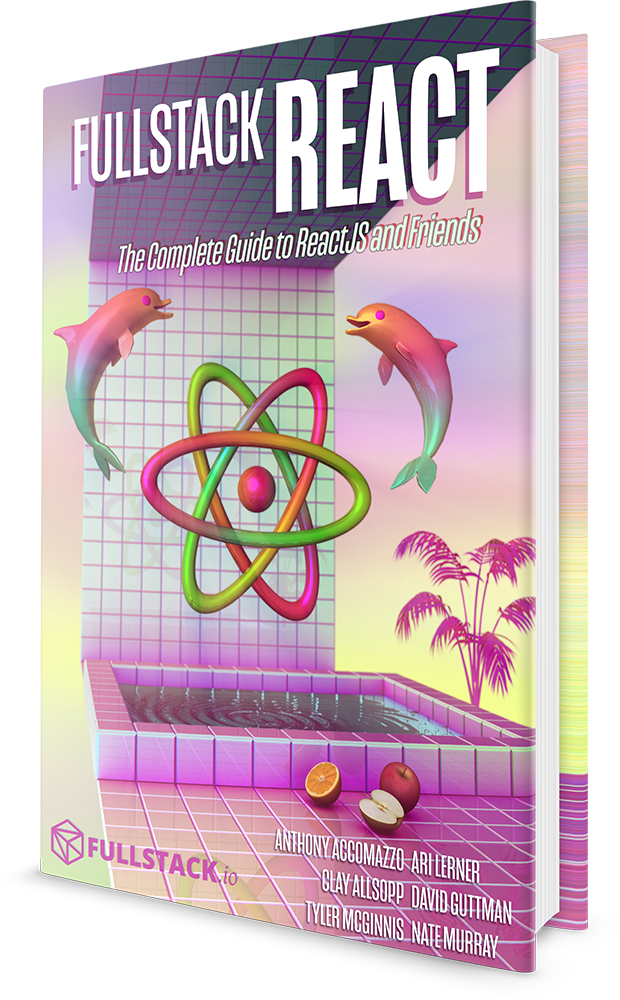 FULLSTACK REACT
The Complete Guide to ReactJS and Friends
FULLSTACK.io
ANTHONY ACCOMAZZO ARI LERNER
CLAY ALLSOPP DAVID GUTTMAN
TYLER MCGINNIS NATE MURRAY